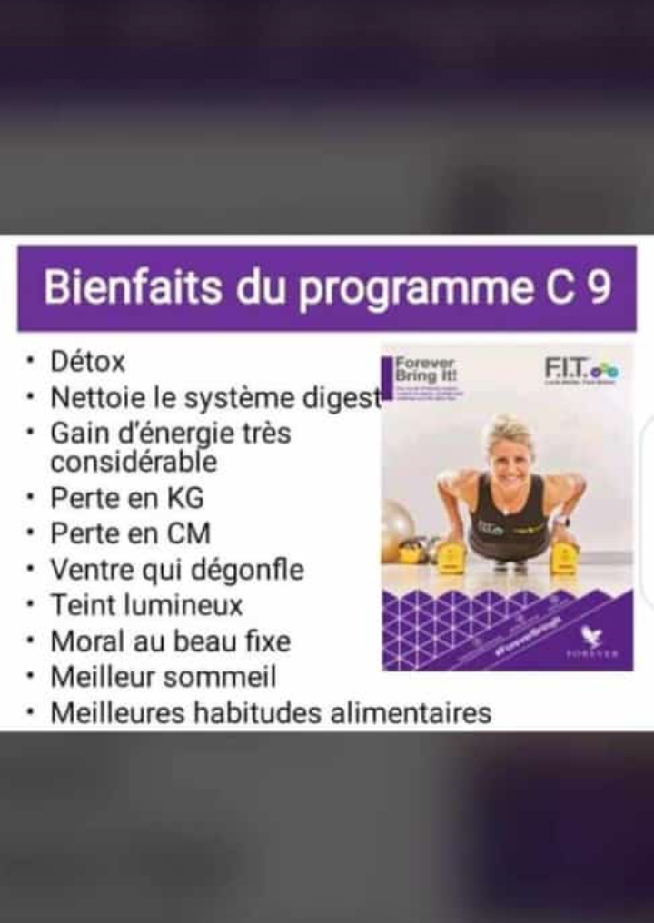 Bienfaits du programme C 9
• Détox
• Nettoie le système digest
• Gain d'énergie très
considérable
• Perte en KG
• Perte en CM
• Ventre qui dégonfle
• Teint lumineux
• Moral au beau fixe
• Meilleur sommeil
• Meilleures habitudes alimentaires
Forever
Bring It!
F.I.T.
#ForeverBringIt
FOREVER